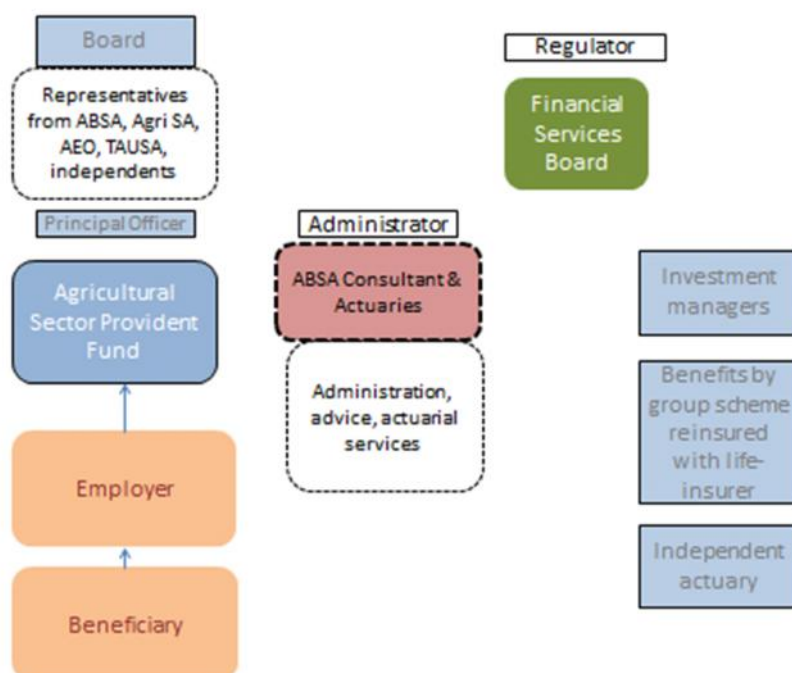 Board
Representatives
from ABSA, Agri SA,
AEO, TAUSA,
independents
Principal Officer
Agricultural
Sector Provident
Fund
Employer
Beneficiary
Administrator
ABSA Consultant &
Actuaries
Administration,
advice, actuarial
services
Regulator
Financial
Services
Board
Investment
managers
Benefits by
group scheme
reinsured
with life-
insurer
Independent
actuary